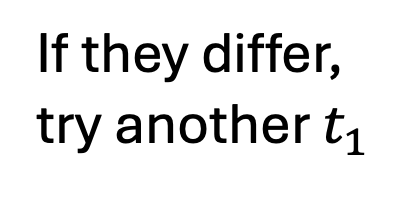 If they differ,
try another t₁